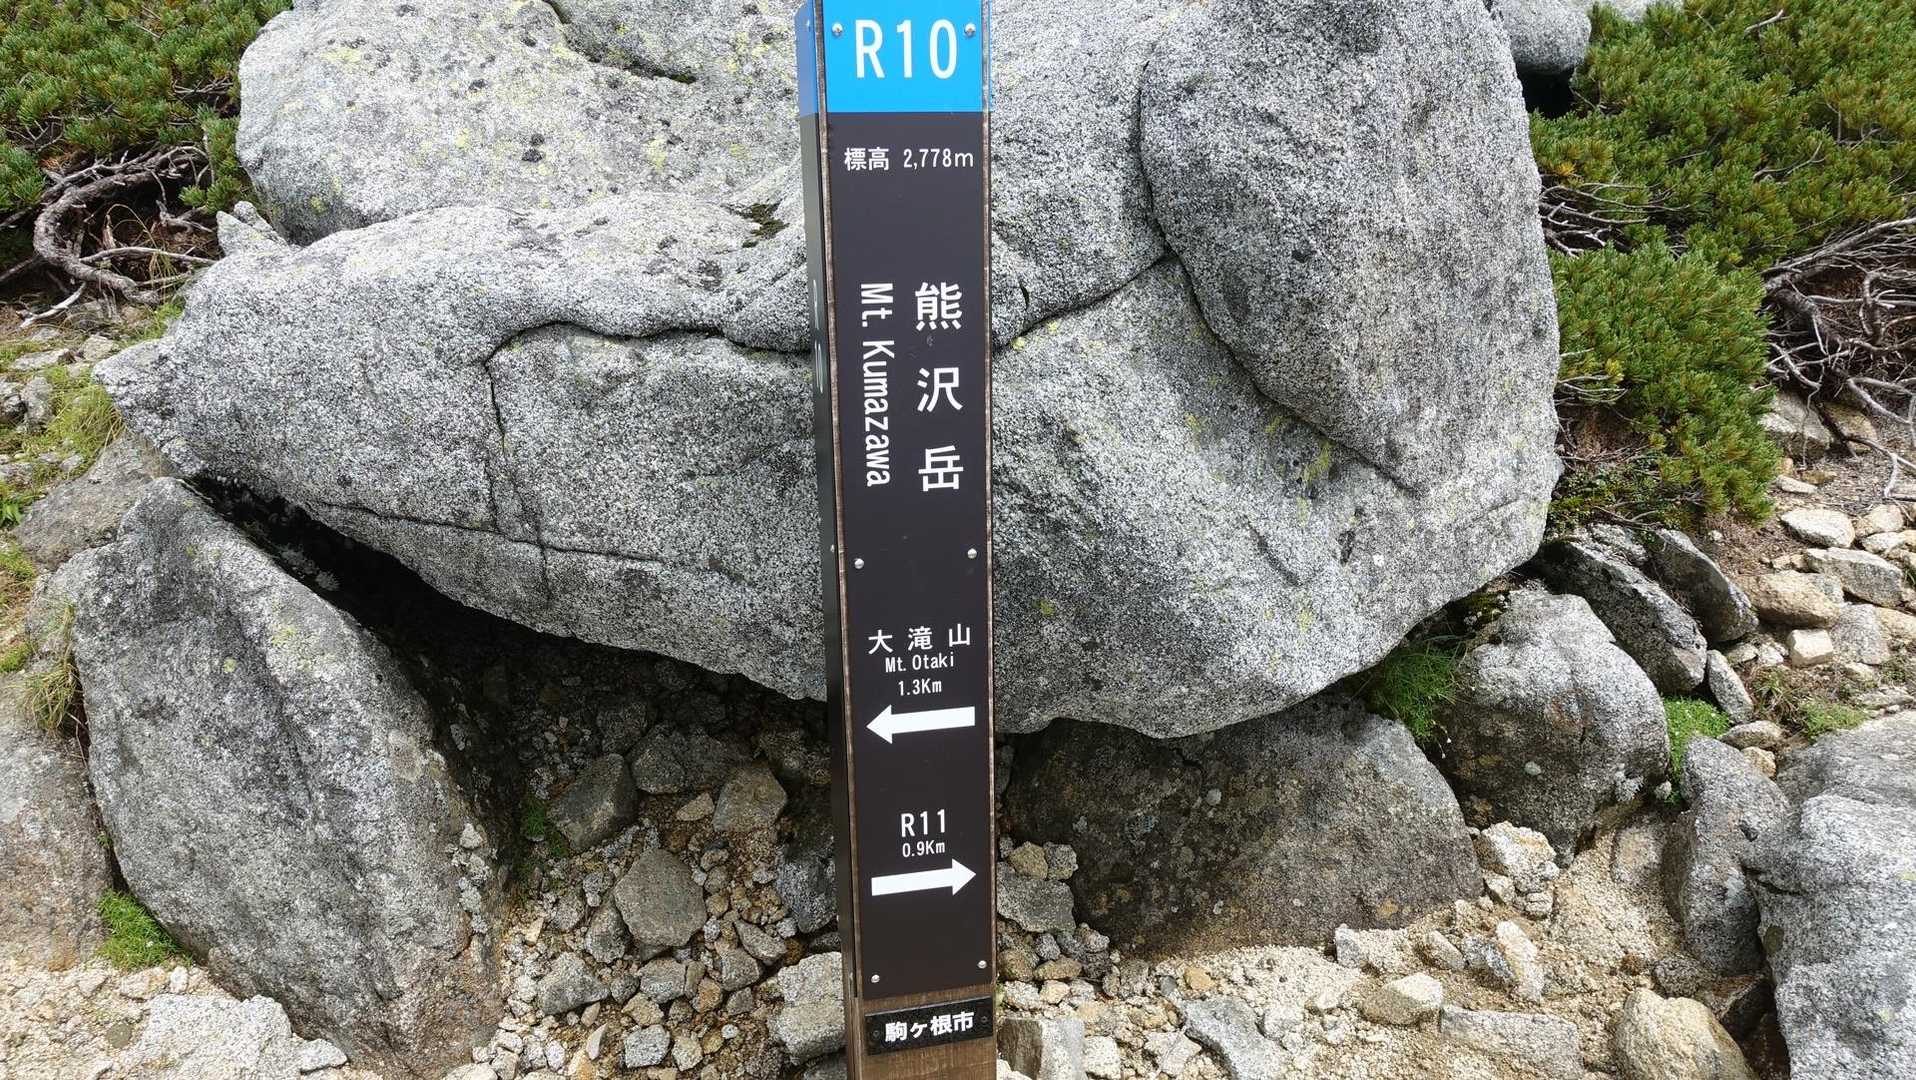 R10
標高 2,778m
熊沢岳
Mt. Kumazawa
大滝山
Mt. Otaki
1.3Km
R11
0.9Km
駒ヶ根市